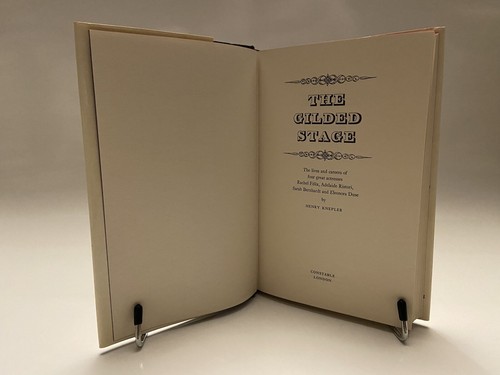 THE
GILDED
STAGE
The lives and careers of
four great actresses
Rachel Félix, Adelaide Ristori,
Sarah Bernhardt and Eleonora Duse
by
HENRY KNEPLER
CONSTABLE
LONDON